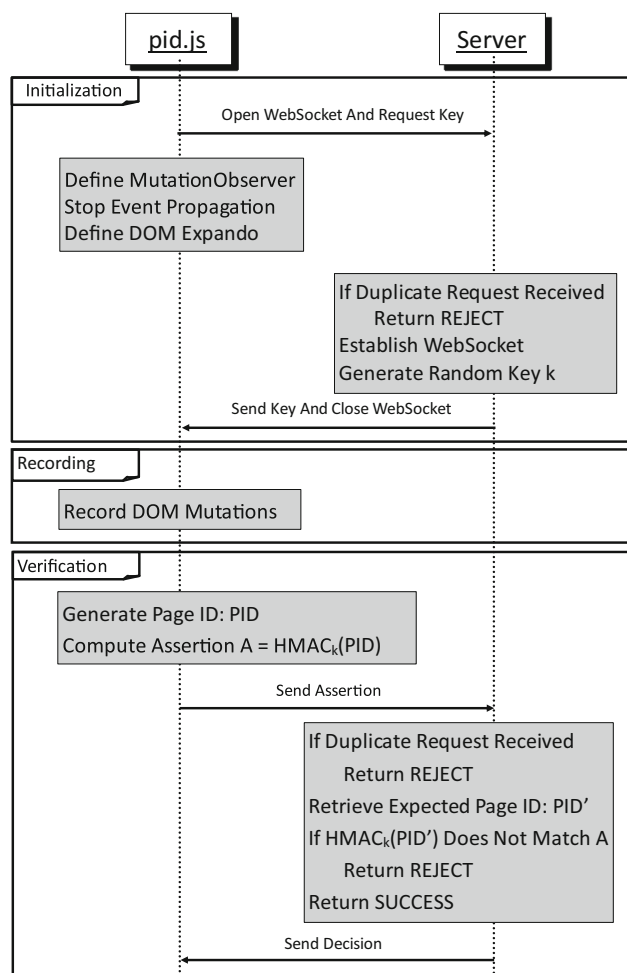 pid.js
Server
Initialization
Open WebSocket And Request Key
Define MutationObserver
Stop Event Propagation
Define DOM Expando
If Duplicate Request Received
Return REJECT
Establish WebSocket
Generate Random Key k
Send Key And Close WebSocket
Recording
Record DOM Mutations
Verification
Generate Page ID: PID
Compute Assertion A = HMACₖ(PID)
Send Assertion
If Duplicate Request Received
Return REJECT
Retrieve Expected Page ID: PID’
If HMACₖ(PID’) Does Not Match A
Return REJECT
Return SUCCESS
Send Decision